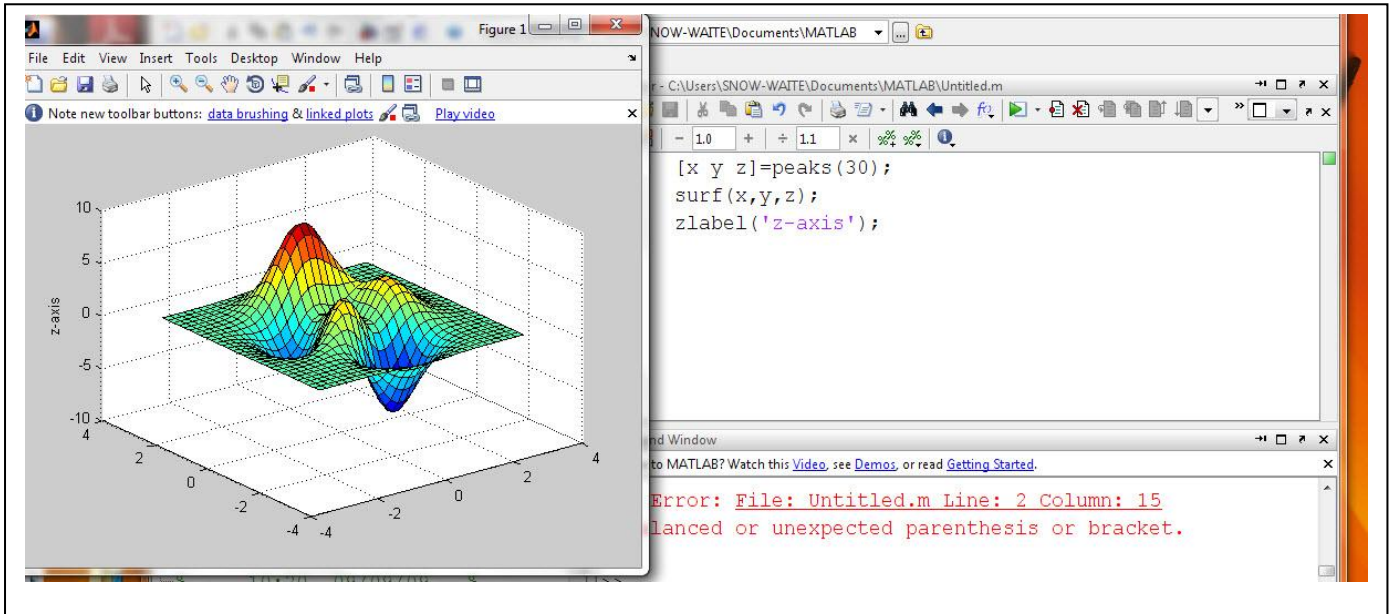 Figure 1
File Edit View Insert Tools Desktop Window Help
Note new toolbar buttons: data brushing & linked plots Play video
10
5
0
-5
-10
z-axis
4
2
0
-2
-4
-4
-2
0
2
4
NOW-WAITE\Documents\MATLAB
...
r - C:\Users\SNOW-WAITE\Documents\MATLAB\Untitled.m
- 1.0 + ÷ 1.1 ×
[x y z]=peaks(30);
surf(x,y,z);
zlabel('z-axis');
nd Window
to MATLAB? Watch this Video, see Demos, or read Getting Started.
Error: File: Untitled.m Line: 2 Column: 15
lanced or unexpected parenthesis or bracket.
>>